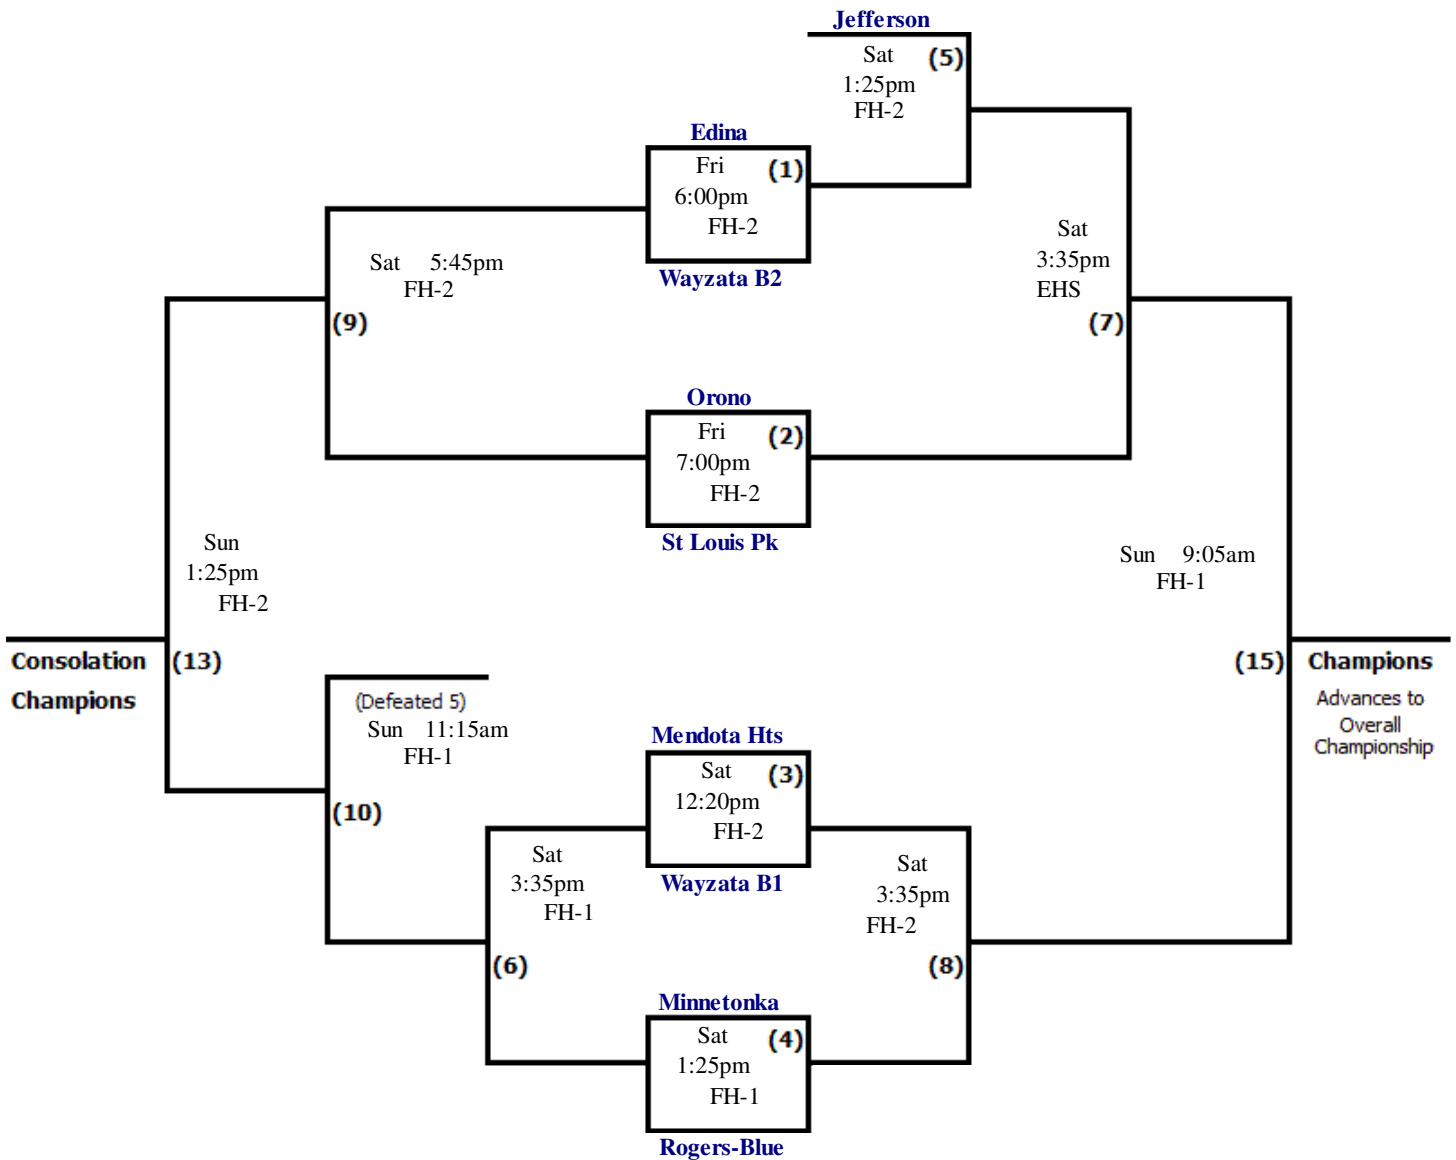 Jefferson
Sat
(5)
1:25pm
FH-2
Edina
Fri
(1)
6:00pm
FH-2
Wayzata B2
Sat 5:45pm
FH-2
(9)
Sat
3:35pm
EHS
(7)
Orono
Fri
(2)
7:00pm
FH-2
St Louis Pk
Sun
1:25pm
FH-2
Sun 9:05am
FH-1
Consolation
Champions
(13)
(15)
Champions
Advances to
Overall
Championship
(Defeated 5)
Sun 11:15am
FH-1
(10)
Mendota Hts
Sat
(3)
12:20pm
FH-2
Wayzata B1
Sat
3:35pm
FH-1
(6)
Sat
3:35pm
FH-2
(8)
Minnetonka
Sat
(4)
1:25pm
FH-1
Rogers-Blue